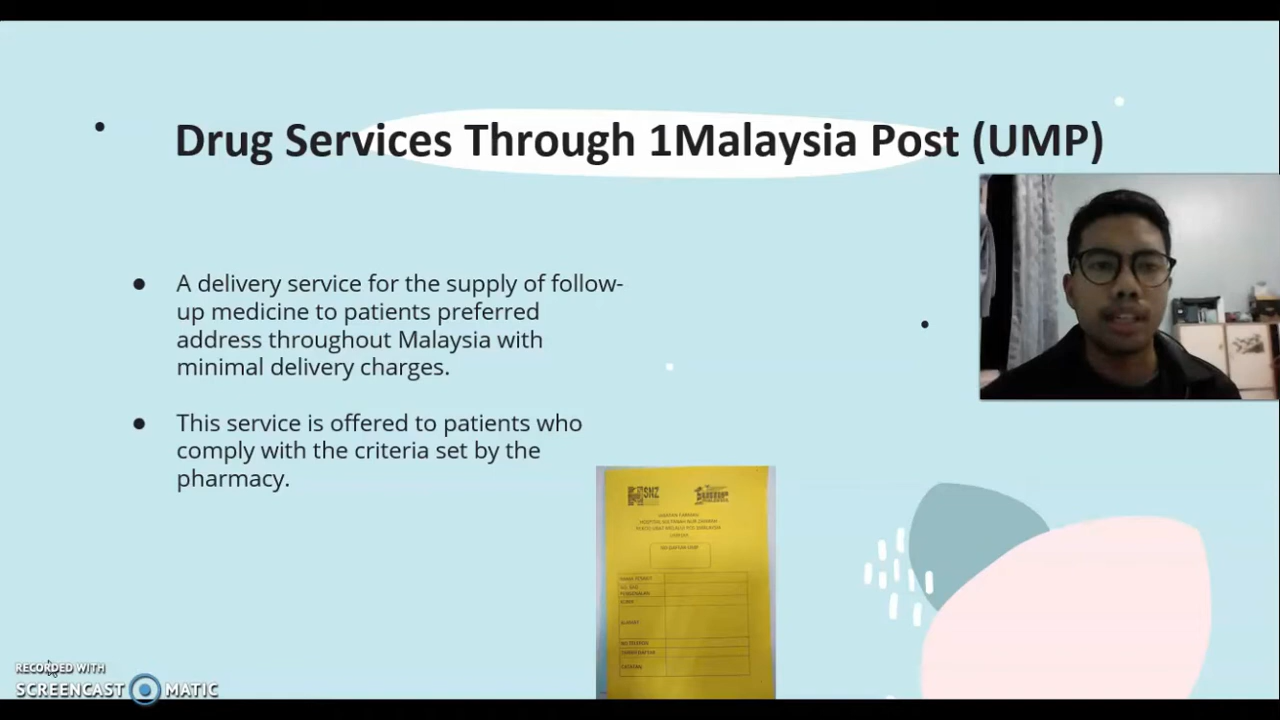 Drug Services Through 1Malaysia Post (UMP)
● A delivery service for the supply of follow-
up medicine to patients preferred
address throughout Malaysia with
minimal delivery charges.
● This service is offered to patients who
comply with the criteria set by the
pharmacy.
RECORDED WITH
SCREENCAST MATIC